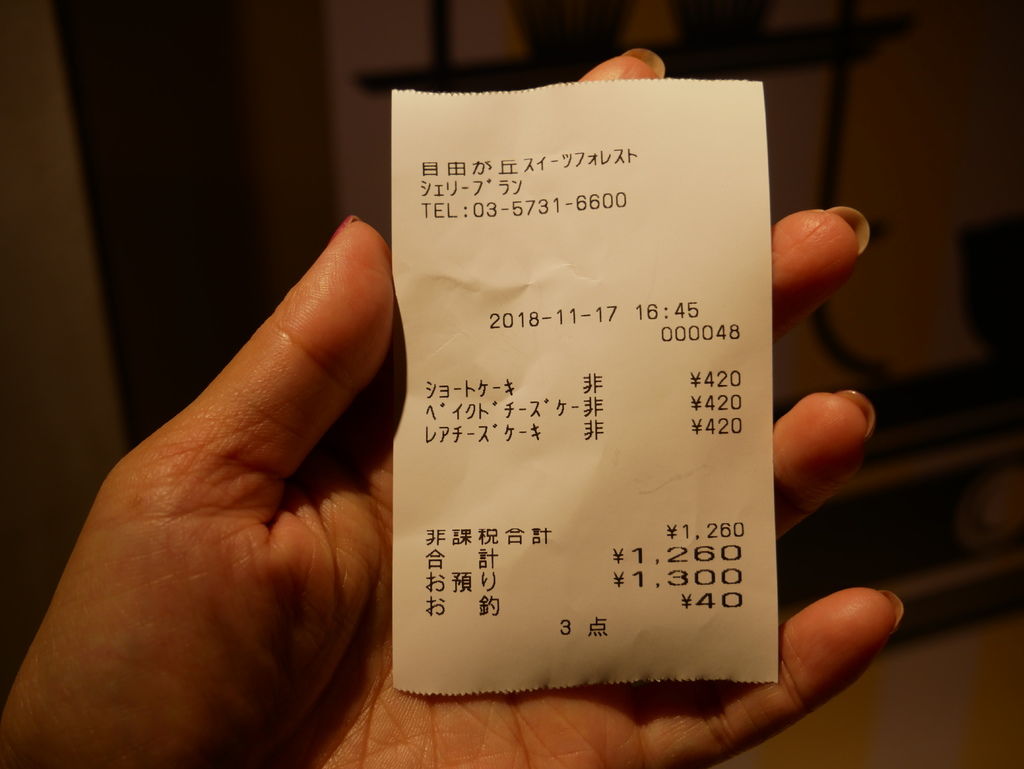 自由が丘スイーツフォレスト
シェリーブラン
TEL:03-5731-6600
2018-11-17 16:45
000048
ショートケーキ 非 ¥420
ベイクドチーズケー非 ¥420
レアチーズケーキ 非 ¥420
非課税合計 ¥1,260
合 計 ¥1,260
お預り ¥1,300
お 釣 ¥40
3 点